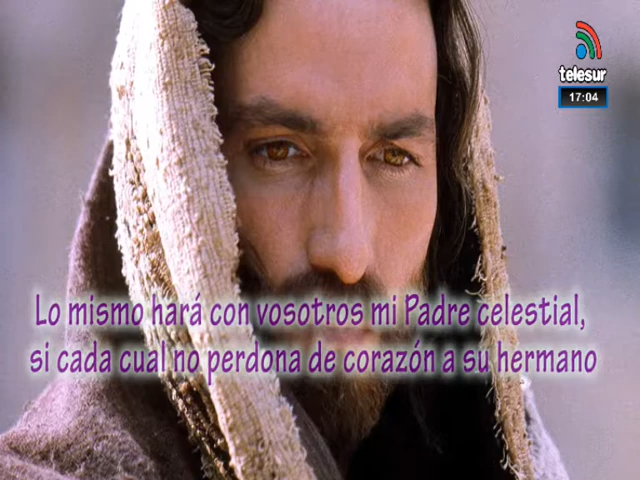 telesur
17:04
Lo mismo hará con vosotros mi Padre celestial,
si cada cual no perdona de corazón a su hermano